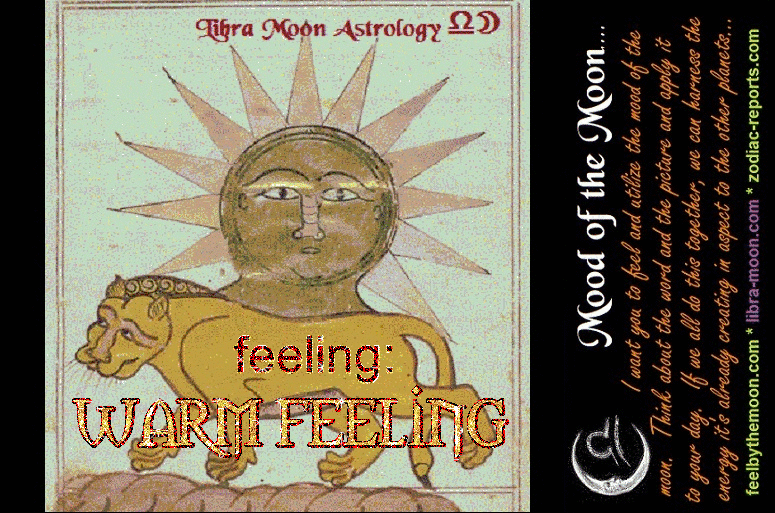 Libra Moon Astrology ♎☽
feeling:
WARM FEELING
Mood of the Moon....
I want you to feel and utilize the mood of the
moon. Think about the word and the picture and apply it
to your day. If we all do this together, we can harness the
energy it's already creating in aspect to the other planets...
feelbythemoon.com * libra-moon.com * zodiac-reports.com